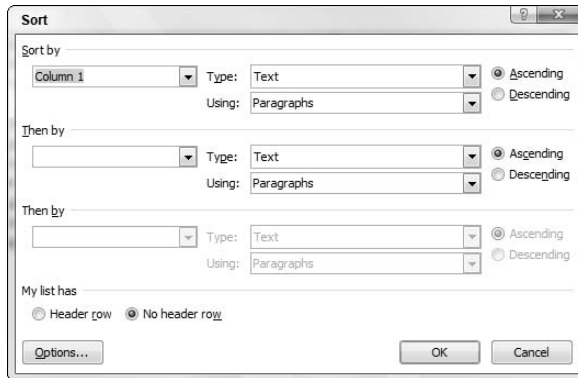 Sort
Sort by
Column 1 Type: Text Ascending
Using: Paragraphs Descending
Then by
Type: Text Ascending
Using: Paragraphs Descending
Then by
Type: Text Ascending
Using: Paragraphs Descending
My list has
Header row No header row
Options... OK Cancel